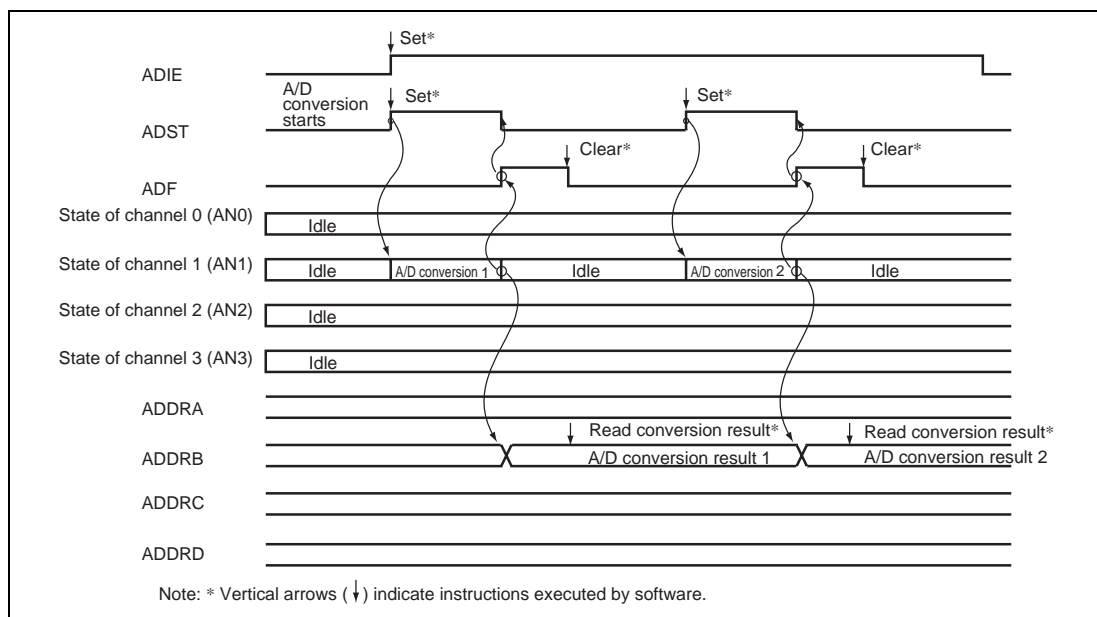 Set*
ADIE
A/D
conversion
starts
Set*
Set*
ADST
Clear*
Clear*
ADF
State of channel 0 (AN0)
Idle
State of channel 1 (AN1)
Idle
A/D conversion 1
Idle
A/D conversion 2
Idle
State of channel 2 (AN2)
Idle
State of channel 3 (AN3)
Idle
ADDRA
Read conversion result*
Read conversion result*
ADDRB
A/D conversion result 1
A/D conversion result 2
ADDRC
ADDRD
Note: * Vertical arrows (↓) indicate instructions executed by software.